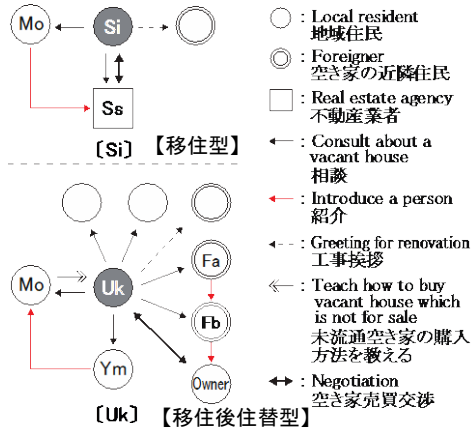 Mo
Si
Ss
〔Si〕 【移住型】
Mo
Uk
Fa
Fb
Ym
Owner
〔Uk〕 【移住後住替型】
: Local resident
地域住民
: Foreigner
空き家の近隣住民
: Real estate agency
不動産業者
: Consult about a
vacant house
相談
: Introduce a person
紹介
: Greeting for renovation
工事挨拶
: Teach how to buy
vacant house which
is not for sale
未流通空き家の購入
方法を教える
: Negotiation
空き家売買交渉